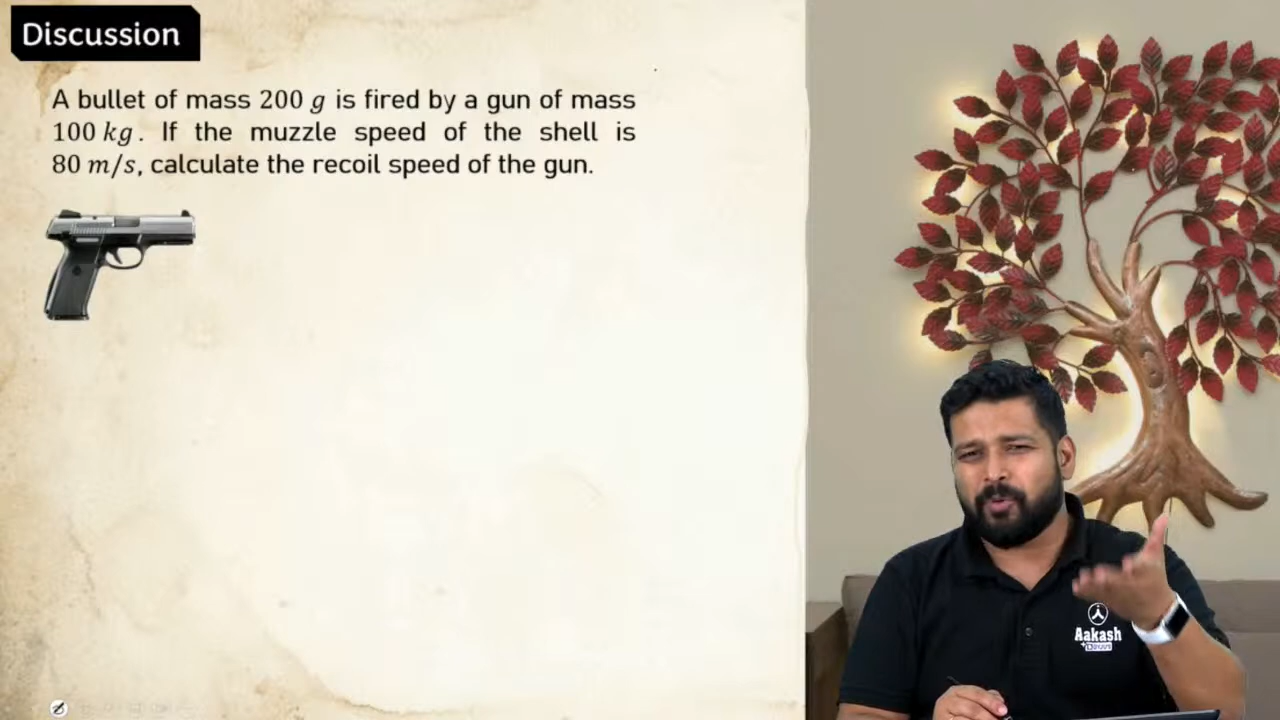 Discussion
A bullet of mass 200 g is fired by a gun of mass
100 kg. If the muzzle speed of the shell is
80 m/s, calculate the recoil speed of the gun.
Aakash